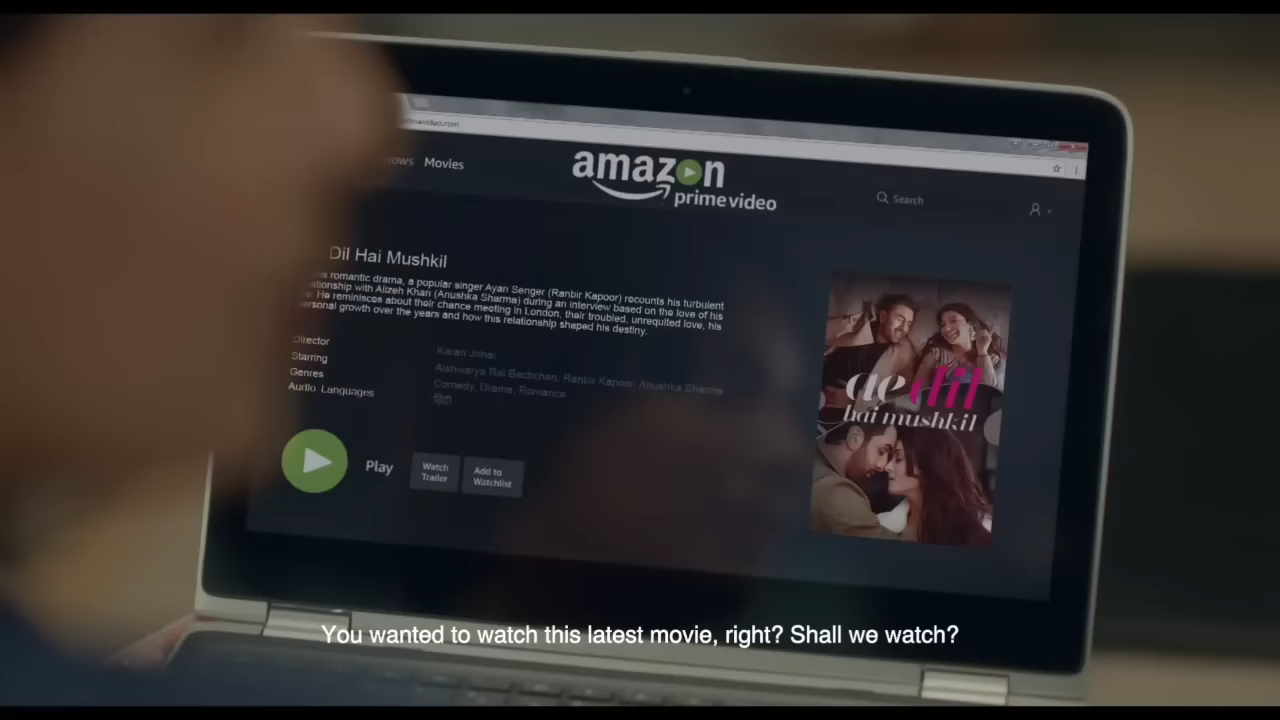 Movies
amazon
prime video
Search
Dil Hai Mushkil
romantic drama, a popular singer Ayan Senger (Ranbir Kapoor) recounts his turbulent
with Alizeh Khan (Anushka Sharma) during an interview based on the love of his
He reminisces about their chance meeting in London, their troubled, unrequited love, his
growth over the years and how this relationship shaped his destiny.
Director Karan Johar
Starring Aishwarya Rai Bachchan, Ranbir Kapoor, Anushka Sharma
Genres Comedy, Drama, Romance
Audio Languages हिंदी
Play
Watch
Trailer
Add to
Watchlist
ae dil
hai mushkil
You wanted to watch this latest movie, right? Shall we watch?